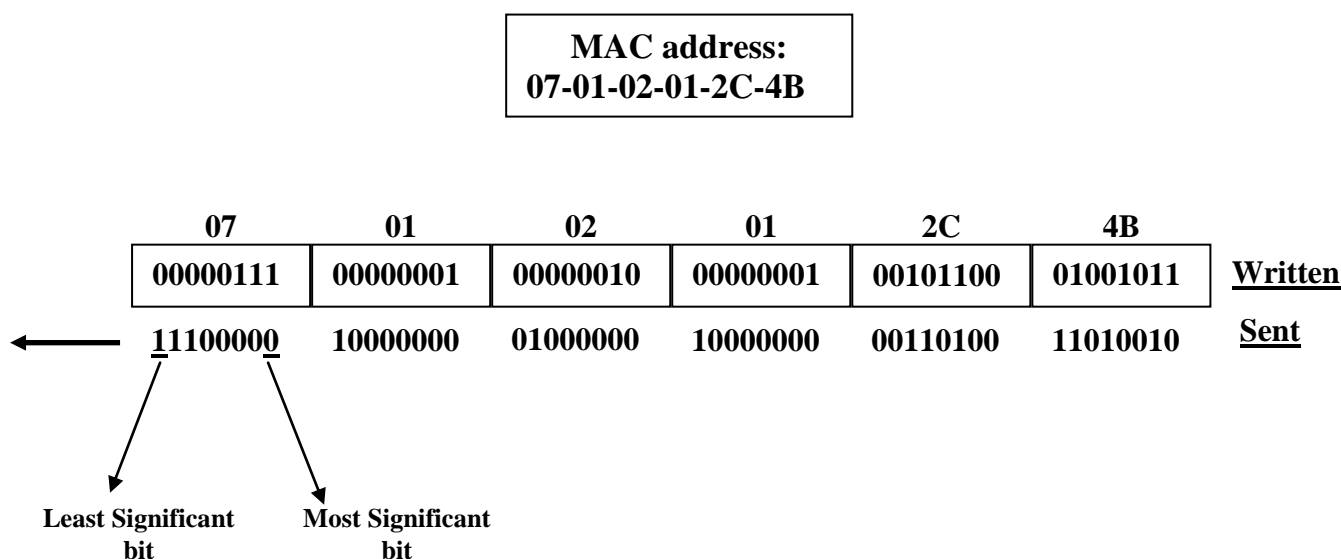 MAC address:
07-01-02-01-2C-4B
07 01 02 01 2C 4B
00000111 00000001 00000010 00000001 00101100 01001011 Written
11100000 10000000 01000000 10000000 00110100 11010010 Sent
Least Significant bit
Most Significant bit